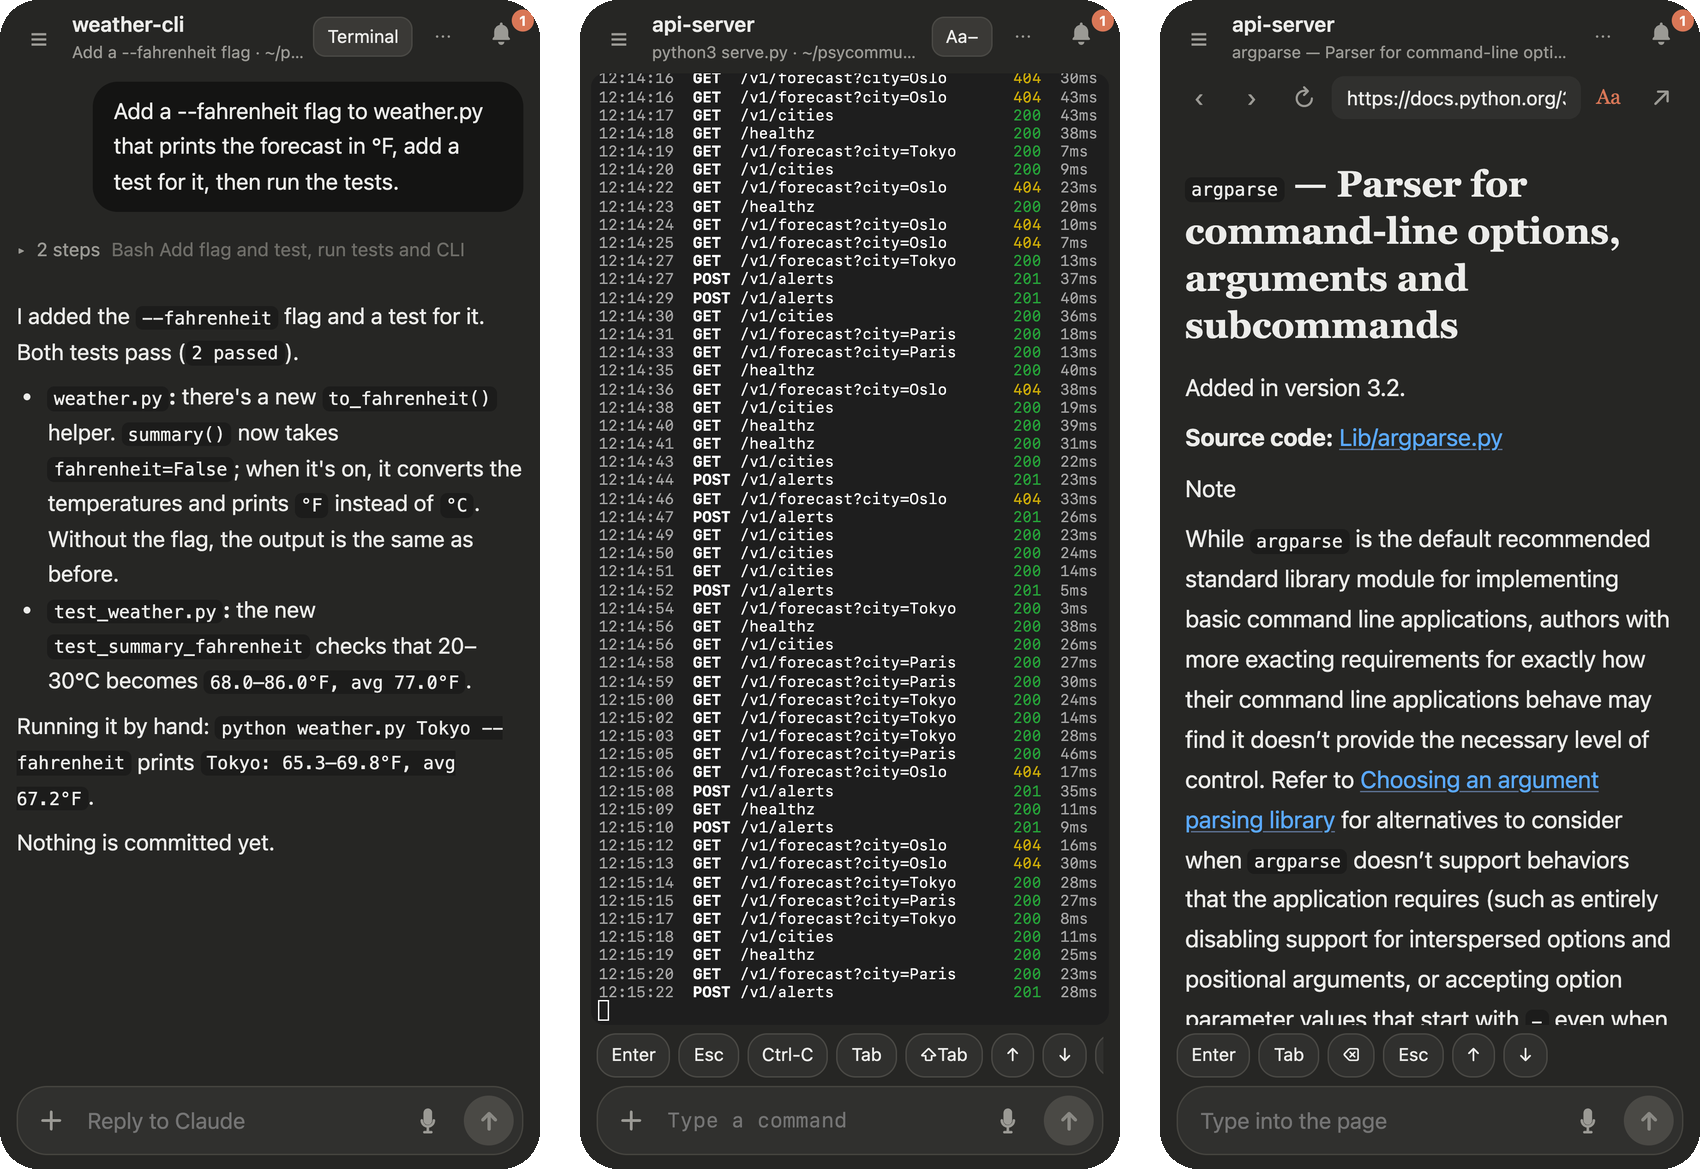 weather-cli
Add a --fahrenheit flag · ~/p...
Terminal
1
Add a --fahrenheit flag to weather.py
that prints the forecast in °F, add a
test for it, then run the tests.
2 steps Bash Add flag and test, run tests and CLI
I added the --fahrenheit flag and a test for it.
Both tests pass ( 2 passed ).
• weather.py : there's a new to_fahrenheit()
helper. summary() now takes
fahrenheit=False ; when it's on, it converts the
temperatures and prints °F instead of °C .
Without the flag, the output is the same as
before.
• test_weather.py : the new
test_summary_fahrenheit checks that 20–
30°C becomes 68.0–86.0°F, avg 77.0°F .
Running it by hand: python weather.py Tokyo --
fahrenheit prints Tokyo: 65.3–69.8°F, avg
67.2°F .
Nothing is committed yet.
Reply to Claude
api-server
python3 serve.py · ~/psycommu...
Aa–
1
12:14:16 GET /v1/forecast?city=Oslo 404 30ms
12:14:16 GET /v1/forecast?city=Oslo 404 43ms
12:14:17 GET /v1/cities 200 43ms
12:14:18 GET /healthz 200 38ms
12:14:19 GET /v1/forecast?city=Tokyo 200 7ms
12:14:20 GET /v1/cities 200 9ms
12:14:22 GET /v1/forecast?city=Oslo 404 23ms
12:14:23 GET /healthz 200 20ms
12:14:24 GET /v1/forecast?city=Oslo 404 10ms
12:14:25 GET /v1/forecast?city=Oslo 404 7ms
12:14:27 GET /v1/forecast?city=Tokyo 200 13ms
12:14:27 POST /v1/alerts 201 37ms
12:14:29 POST /v1/alerts 201 40ms
12:14:30 GET /v1/cities 200 36ms
12:14:31 GET /v1/forecast?city=Paris 200 18ms
12:14:33 GET /v1/forecast?city=Paris 200 13ms
12:14:35 GET /healthz 200 40ms
12:14:36 GET /v1/forecast?city=Oslo 404 38ms
12:14:38 GET /v1/cities 200 19ms
12:14:40 GET /healthz 200 39ms
12:14:41 GET /healthz 200 31ms
12:14:43 GET /v1/cities 200 22ms
12:14:44 POST /v1/alerts 201 23ms
12:14:46 GET /v1/forecast?city=Oslo 404 33ms
12:14:47 POST /v1/alerts 201 26ms
12:14:49 GET /v1/cities 200 23ms
12:14:50 GET /v1/cities 200 24ms
12:14:51 GET /v1/cities 200 14ms
12:14:52 POST /v1/alerts 201 5ms
12:14:54 GET /v1/forecast?city=Tokyo 200 3ms
12:14:56 GET /healthz 200 38ms
12:14:56 GET /v1/cities 200 26ms
12:14:58 GET /v1/forecast?city=Paris 200 27ms
12:14:59 GET /v1/forecast?city=Paris 200 30ms
12:15:00 GET /v1/forecast?city=Tokyo 200 24ms
12:15:02 GET /v1/forecast?city=Tokyo 200 14ms
12:15:03 GET /v1/forecast?city=Tokyo 200 28ms
12:15:05 GET /v1/forecast?city=Paris 200 46ms
12:15:06 GET /v1/forecast?city=Oslo 404 17ms
12:15:08 POST /v1/alerts 201 35ms
12:15:09 GET /healthz 200 11ms
12:15:10 POST /v1/alerts 201 9ms
12:15:12 GET /v1/forecast?city=Oslo 404 16ms
12:15:13 GET /v1/forecast?city=Oslo 404 30ms
12:15:14 GET /v1/forecast?city=Tokyo 200 28ms
12:15:15 GET /v1/forecast?city=Paris 200 27ms
12:15:17 GET /v1/forecast?city=Tokyo 200 8ms
12:15:18 GET /v1/cities 200 11ms
12:15:19 GET /healthz 200 25ms
12:15:20 GET /v1/forecast?city=Paris 200 23ms
12:15:22 POST /v1/alerts 201 28ms
Enter Esc Ctrl-C Tab ⇧Tab ↑ ↓
Type a command
api-server
argparse — Parser for command-line opti...
1
https://docs.python.org/
Aa
argparse — Parser for
command-line options,
arguments and
subcommands
Added in version 3.2.
Source code: Lib/argparse.py
Note
While argparse is the default recommended
standard library module for implementing
basic command line applications, authors with
more exacting requirements for exactly how
their command line applications behave may
find it doesn’t provide the necessary level of
control. Refer to Choosing an argument
parsing library for alternatives to consider
when argparse doesn’t support behaviors
that the application requires (such as entirely
disabling support for interspersed options and
positional arguments, or accepting option
parameter values that start with - even when
Enter Tab ⌫ Esc ↑ ↓
Type into the page